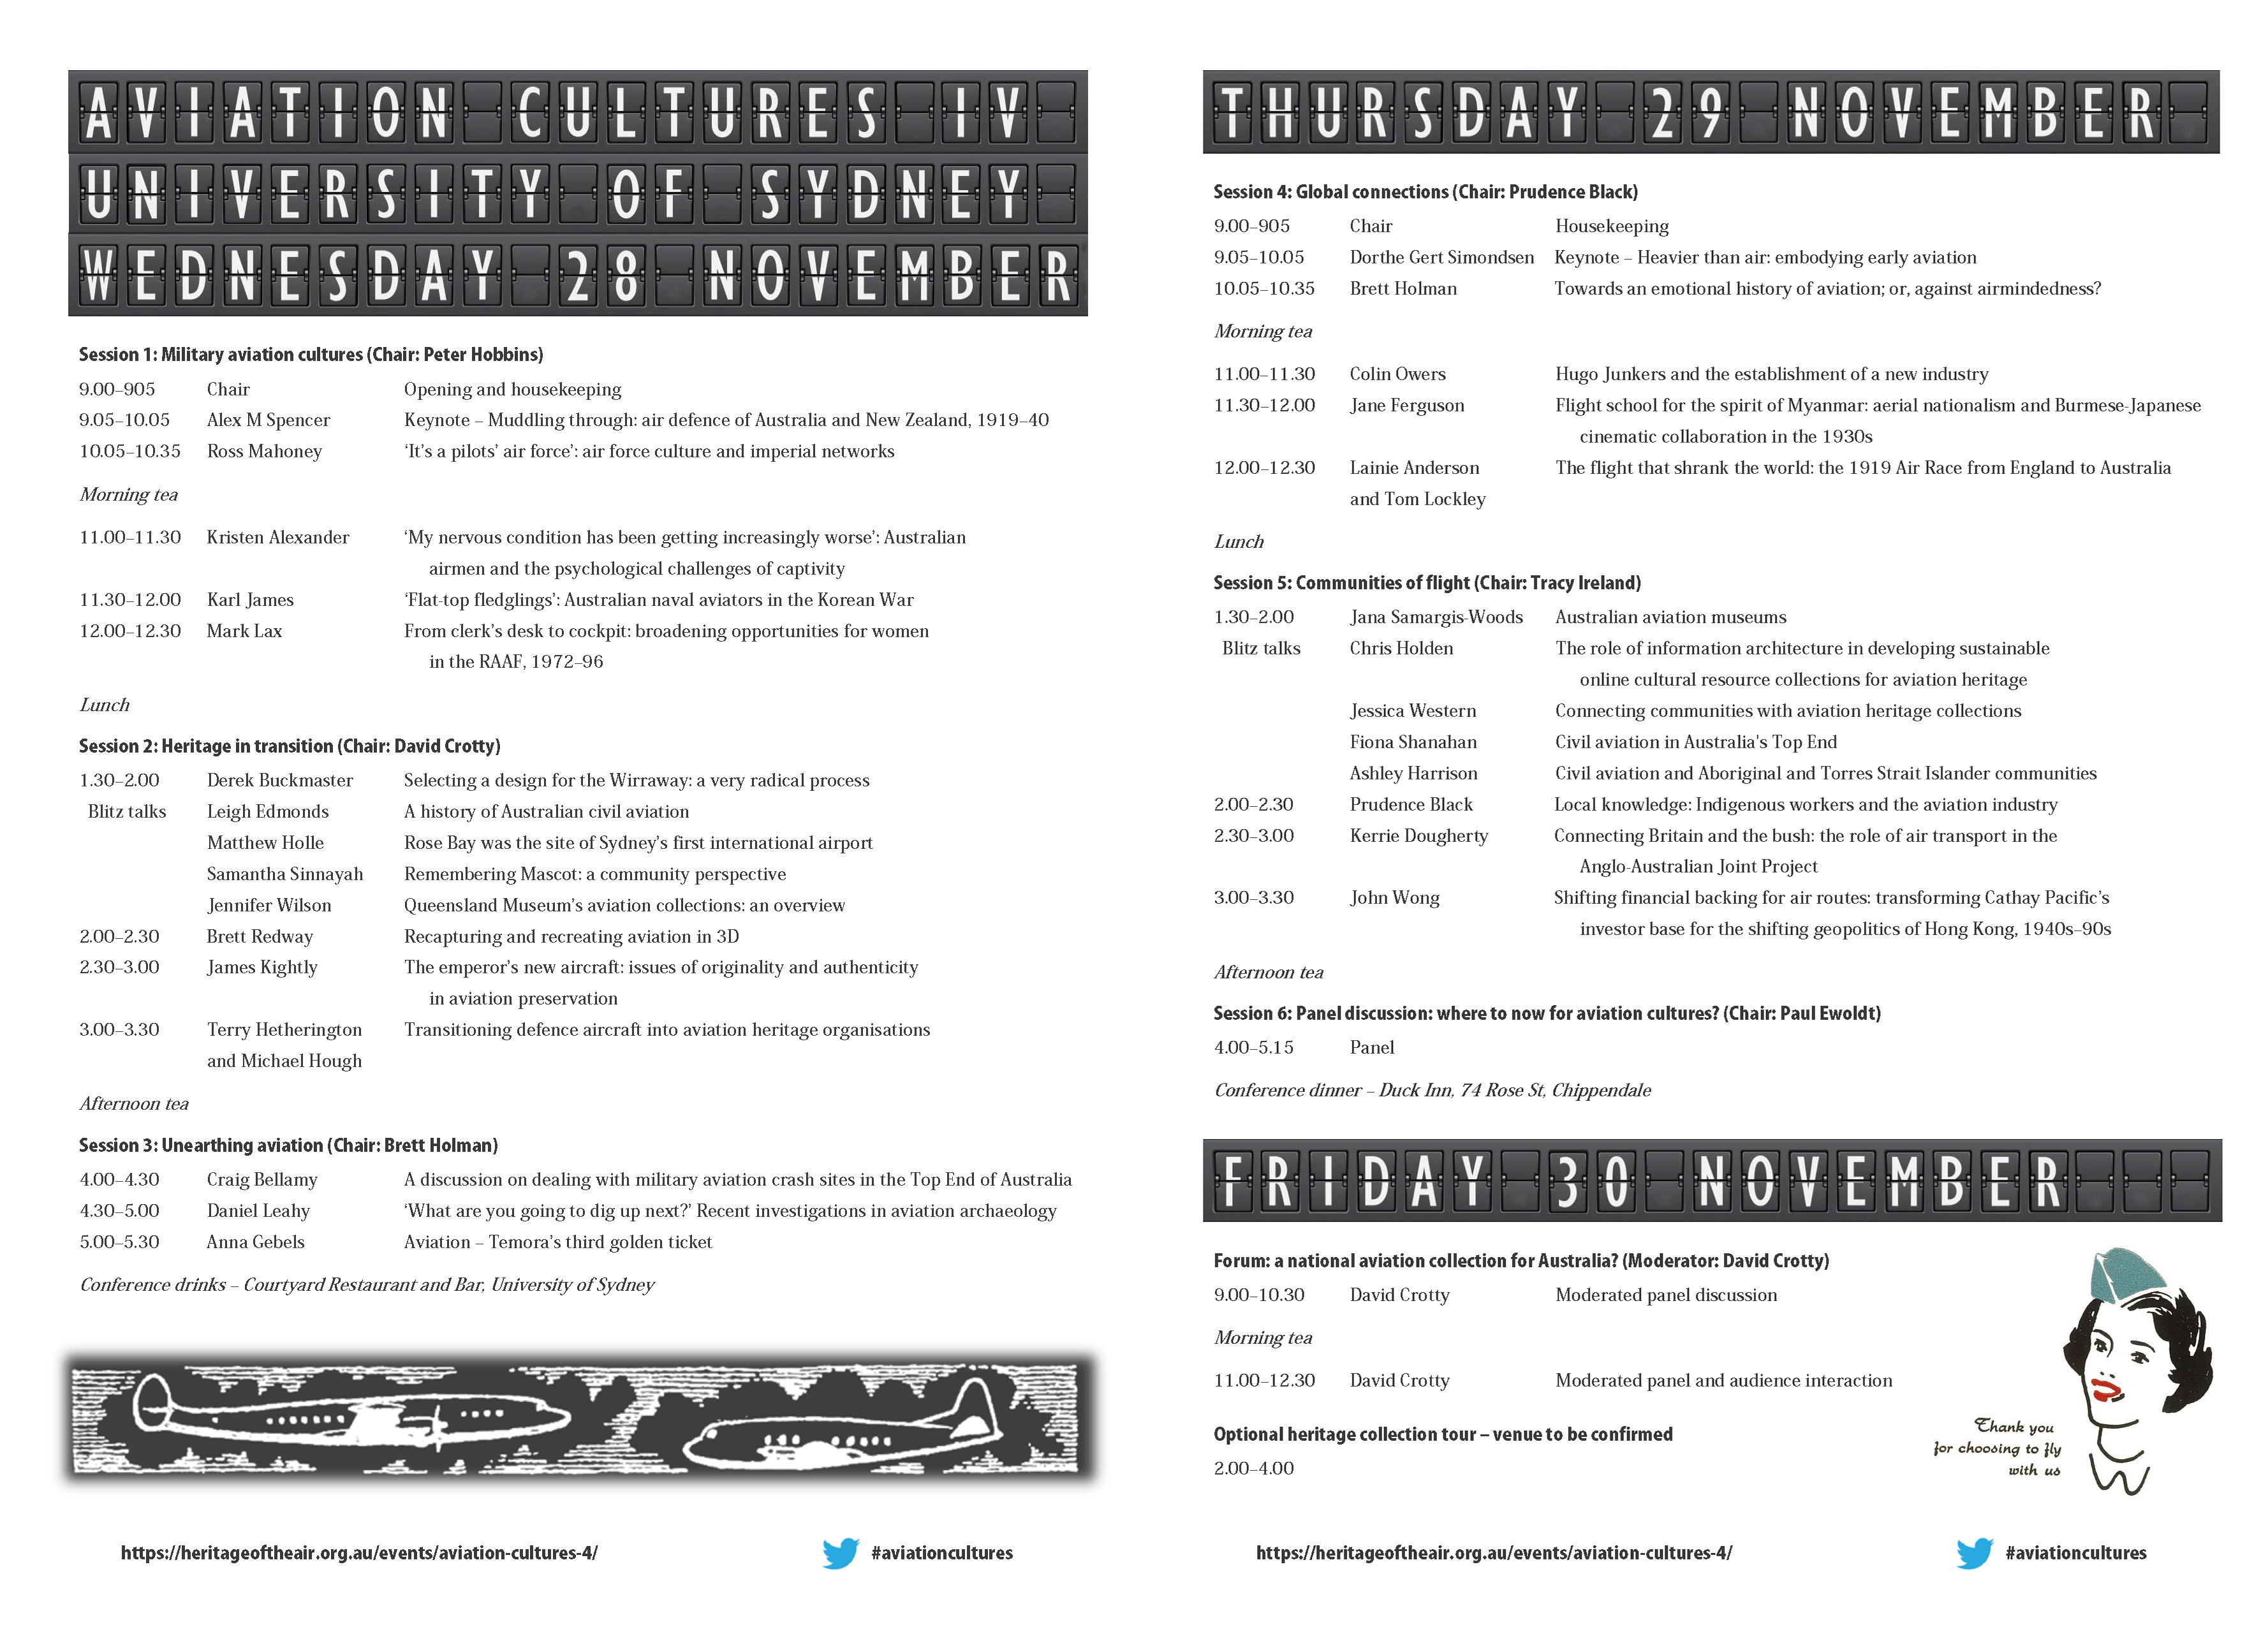 AVIATION CULTURES IV
UNIVERSITY OF SYDNEY
WEDNESDAY 28 NOVEMBER
Session 1: Military aviation cultures (Chair: Peter Hobbins)
9.00–905 Chair Opening and housekeeping
9.05–10.05 Alex M Spencer Keynote – Muddling through: air defence of Australia and New Zealand, 1919–40
10.05–10.35 Ross Mahoney ‘It’s a pilots’ air force’: air force culture and imperial networks
Morning tea
11.00–11.30 Kristen Alexander ‘My nervous condition has been getting increasingly worse’: Australian
airmen and the psychological challenges of captivity
11.30–12.00 Karl James ‘Flat-top fledglings’: Australian naval aviators in the Korean War
12.00–12.30 Mark Lax From clerk’s desk to cockpit: broadening opportunities for women
in the RAAF, 1972–96
Lunch
Session 2: Heritage in transition (Chair: David Crotty)
1.30–2.00 Derek Buckmaster Selecting a design for the Wirraway: a very radical process
Blitz talks Leigh Edmonds A history of Australian civil aviation
Matthew Holle Rose Bay was the site of Sydney’s first international airport
Samantha Sinnayah Remembering Mascot: a community perspective
Jennifer Wilson Queensland Museum’s aviation collections: an overview
2.00–2.30 Brett Redway Recapturing and recreating aviation in 3D
2.30–3.00 James Kightly The emperor’s new aircraft: issues of originality and authenticity
in aviation preservation
3.00–3.30 Terry Hetherington Transitioning defence aircraft into aviation heritage organisations
and Michael Hough
Afternoon tea
Session 3: Unearthing aviation (Chair: Brett Holman)
4.00–4.30 Craig Bellamy A discussion on dealing with military aviation crash sites in the Top End of Australia
4.30–5.00 Daniel Leahy ‘What are you going to dig up next?’ Recent investigations in aviation archaeology
5.00–5.30 Anna Gebels Aviation – Temora’s third golden ticket
Conference drinks – Courtyard Restaurant and Bar, University of Sydney
https://heritageoftheair.org.au/events/aviation-cultures-4/ #aviationcultures
THURSDAY 29 NOVEMBER
Session 4: Global connections (Chair: Prudence Black)
9.00–905 Chair Housekeeping
9.05–10.05 Dorthe Gert Simondsen Keynote – Heavier than air: embodying early aviation
10.05–10.35 Brett Holman Towards an emotional history of aviation; or, against airmindedness?
Morning tea
11.00–11.30 Colin Owers Hugo Junkers and the establishment of a new industry
11.30–12.00 Jane Ferguson Flight school for the spirit of Myanmar: aerial nationalism and Burmese-Japanese
cinematic collaboration in the 1930s
12.00–12.30 Lainie Anderson The flight that shrank the world: the 1919 Air Race from England to Australia
and Tom Lockley
Lunch
Session 5: Communities of flight (Chair: Tracy Ireland)
1.30–2.00 Jana Samargis-Woods Australian aviation museums
Blitz talks Chris Holden The role of information architecture in developing sustainable
online cultural resource collections for aviation heritage
Jessica Western Connecting communities with aviation heritage collections
Fiona Shanahan Civil aviation in Australia's Top End
Ashley Harrison Civil aviation and Aboriginal and Torres Strait Islander communities
2.00–2.30 Prudence Black Local knowledge: Indigenous workers and the aviation industry
2.30–3.00 Kerrie Dougherty Connecting Britain and the bush: the role of air transport in the
Anglo-Australian Joint Project
3.00–3.30 John Wong Shifting financial backing for air routes: transforming Cathay Pacific’s
investor base for the shifting geopolitics of Hong Kong, 1940s–90s
Afternoon tea
Session 6: Panel discussion: where to now for aviation cultures? (Chair: Paul Ewoldt)
4.00–5.15 Panel
Conference dinner – Duck Inn, 74 Rose St, Chippendale
FRIDAY 30 NOVEMBER
Forum: a national aviation collection for Australia? (Moderator: David Crotty)
9.00–10.30 David Crotty Moderated panel discussion
Morning tea
11.00–12.30 David Crotty Moderated panel and audience interaction
Optional heritage collection tour – venue to be confirmed
2.00–4.00
Thank you
for choosing to fly
with us
https://heritageoftheair.org.au/events/aviation-cultures-4/ #aviationcultures